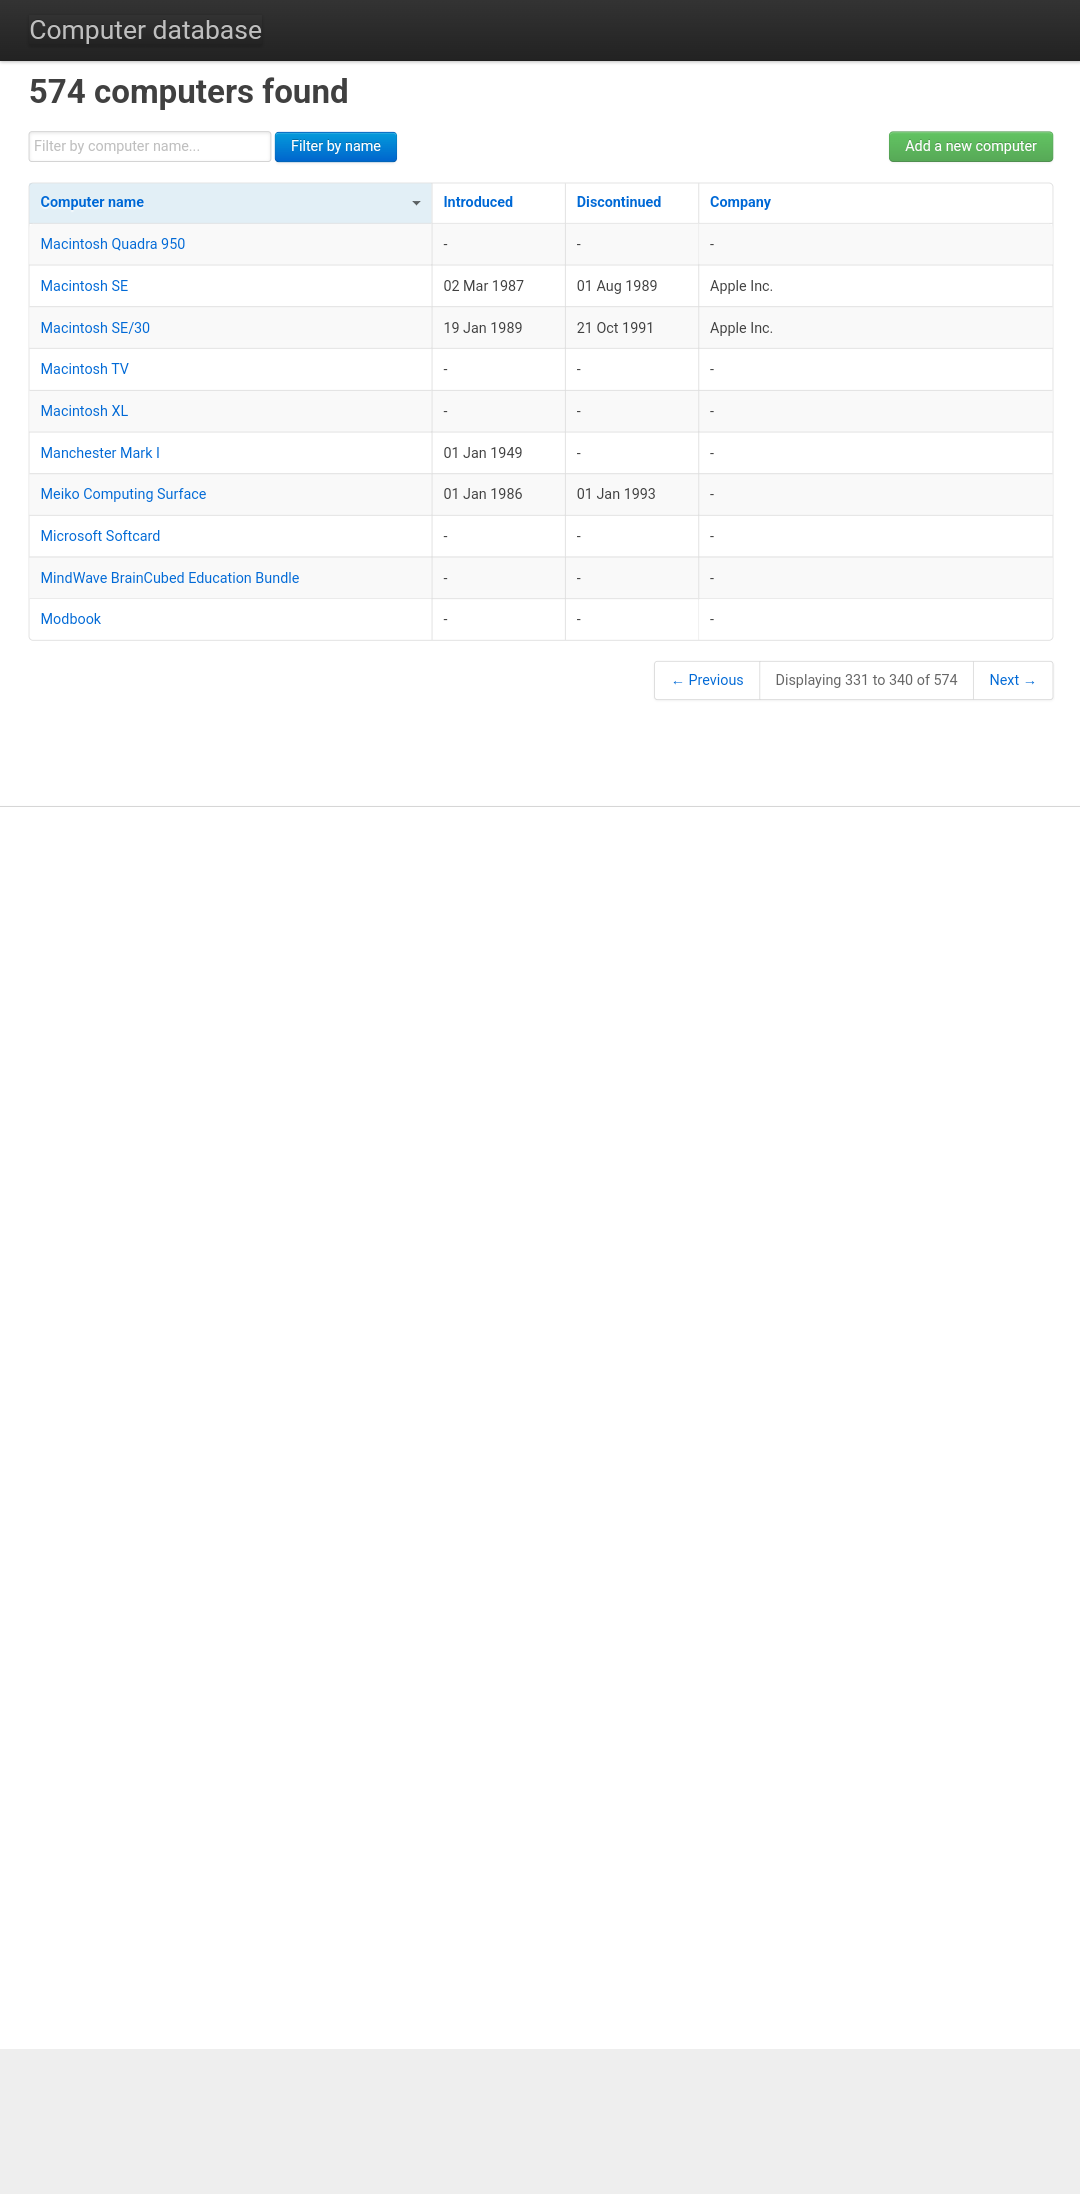 Computer database
574 computers found
Filter by computer name... Filter by name Add a new computer
Computer name Introduced Discontinued Company
Macintosh Quadra 950 - - -
Macintosh SE 02 Mar 1987 01 Aug 1989 Apple Inc.
Macintosh SE/30 19 Jan 1989 21 Oct 1991 Apple Inc.
Macintosh TV - - -
Macintosh XL - - -
Manchester Mark I 01 Jan 1949 - -
Meiko Computing Surface 01 Jan 1986 01 Jan 1993 -
Microsoft Softcard - - -
MindWave BrainCubed Education Bundle - - -
Modbook - - -
← Previous Displaying 331 to 340 of 574 Next →